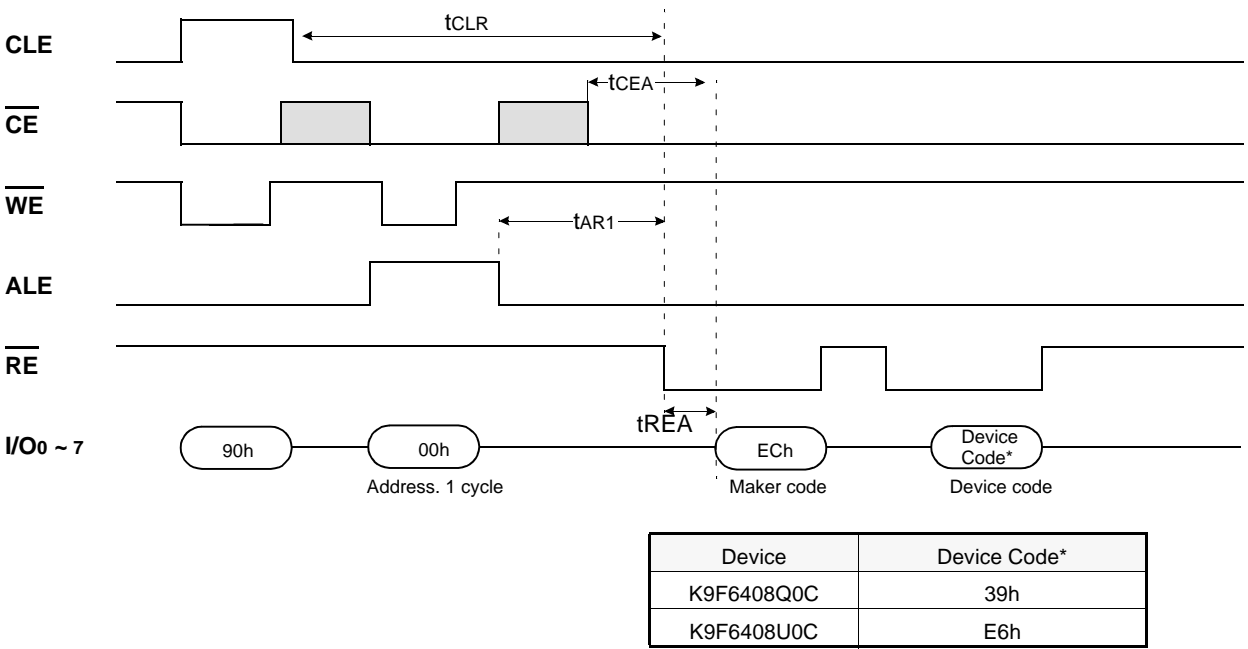 tCLR
CLE
tCEA
CE
WE
tAR1
ALE
RE
tREA
I/O0 ~ 7
90h
00h
ECh
Device
Code*
Address. 1 cycle
Maker code
Device code
Device Device Code*
K9F6408Q0C 39h
K9F6408U0C E6h